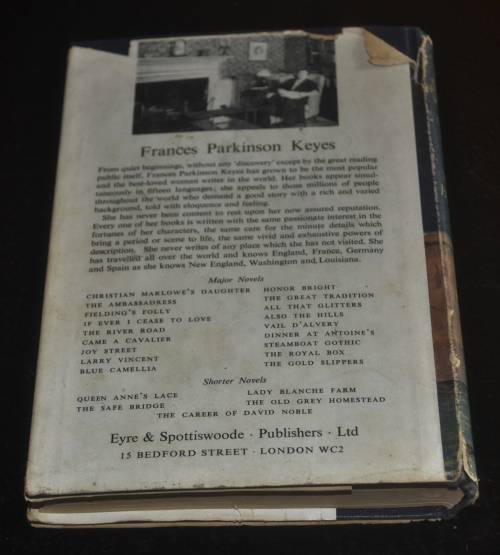 Frances Parkinson Keyes
From quiet beginnings, without any 'discovery' except by the great reading
public itself, Frances Parkinson Keyes has grown to be the most popular
and the best-loved woman writer in the world. Her books appear simul-
taneously in fifteen languages; she appeals to those millions of people
throughout the world who demand a good story with a rich and varied
background, told with eloquence and feeling.
She has never been content to rest upon her now assured reputation.
Every one of her books is written with the same passionate interest in the
fortunes of her characters, the same care for the minute details which
bring a period or scene to life, the same vivid and exhaustive powers of
description. She never writes of any place which she has not visited. She
has travelled all over the world and knows England, France, Germany
and Spain as she knows New England, Washington and Louisiana.
Major Novels
CHRISTIAN MARLOWE'S DAUGHTER HONOR BRIGHT
THE AMBASSADRESS THE GREAT TRADITION
FIELDING'S FOLLY ALL THAT GLITTERS
IF EVER I CEASE TO LOVE ALSO THE HILLS
THE RIVER ROAD VAIL D'ALVERY
CAME A CAVALIER DINNER AT ANTOINE'S
JOY STREET STEAMBOAT GOTHIC
LARRY VINCENT THE ROYAL BOX
BLUE CAMELLIA THE GOLD SLIPPERS
Shorter Novels
QUEEN ANNE'S LACE LADY BLANCHE FARM
THE SAFE BRIDGE THE OLD GREY HOMESTEAD
THE CAREER OF DAVID NOBLE
Eyre & Spottiswoode · Publishers · Ltd
15 BEDFORD STREET · LONDON WC2